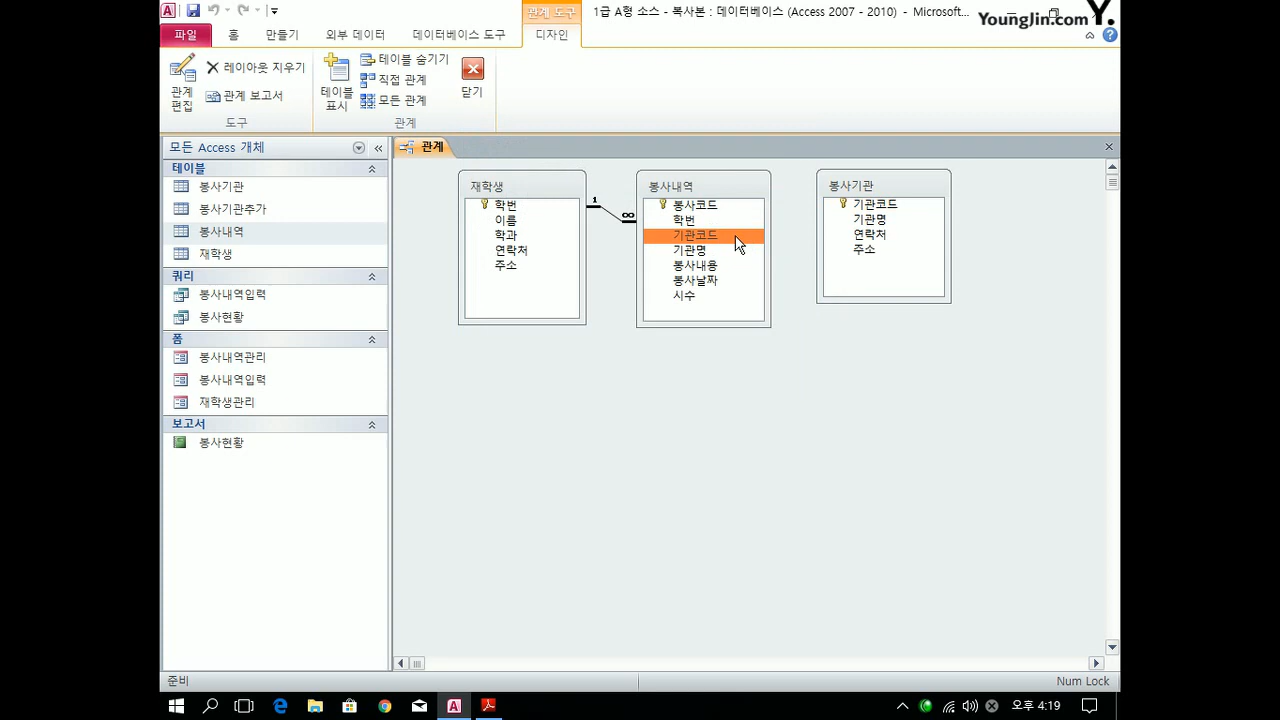 1급 A형 소스 - 복사본 : 데이터베이스 (Access 2007 - 2010) - Microsoft...
YoungJin.com Y.
관계 도구
파일 홈 만들기 외부 데이터 데이터베이스 도구 디자인
관계 편집
레이아웃 지우기
관계 보고서
도구
테이블 표시
테이블 숨기기
직접 관계
모든 관계
관계
닫기
모든 Access 개체
테이블
봉사기관
봉사기관추가
봉사내역
재학생
쿼리
봉사내역입력
봉사현황
폼
봉사내역관리
봉사내역입력
재학생관리
보고서
봉사현황
관계
재학생
학번
이름
학과
연락처
주소
1
∞
봉사내역
봉사코드
학번
기관코드
기관명
봉사내용
봉사날짜
시수
봉사기관
기관코드
기관명
연락처
주소
준비
Num Lock
오후 4:19